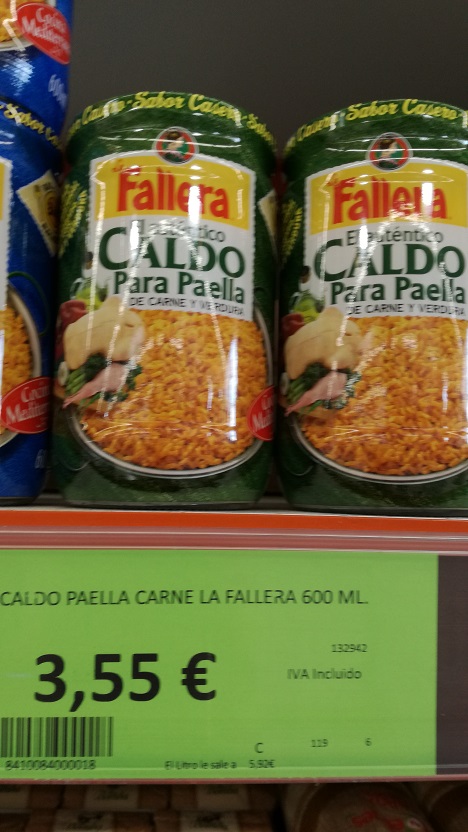 Sabor Casero
Sabor Casero
La
Fallera
El auténtico
CALDO
Para Paella
DE CARNE Y VERDURA
Fallera
El auténtico
CALDO
Para Paella
DE CARNE Y VERDURA
CALDO PAELLA CARNE LA FALLERA 600 ML.
132942
3,55 €
IVA Incluido
C 119 6
8410084000018
El Litro le sale a 5,92€